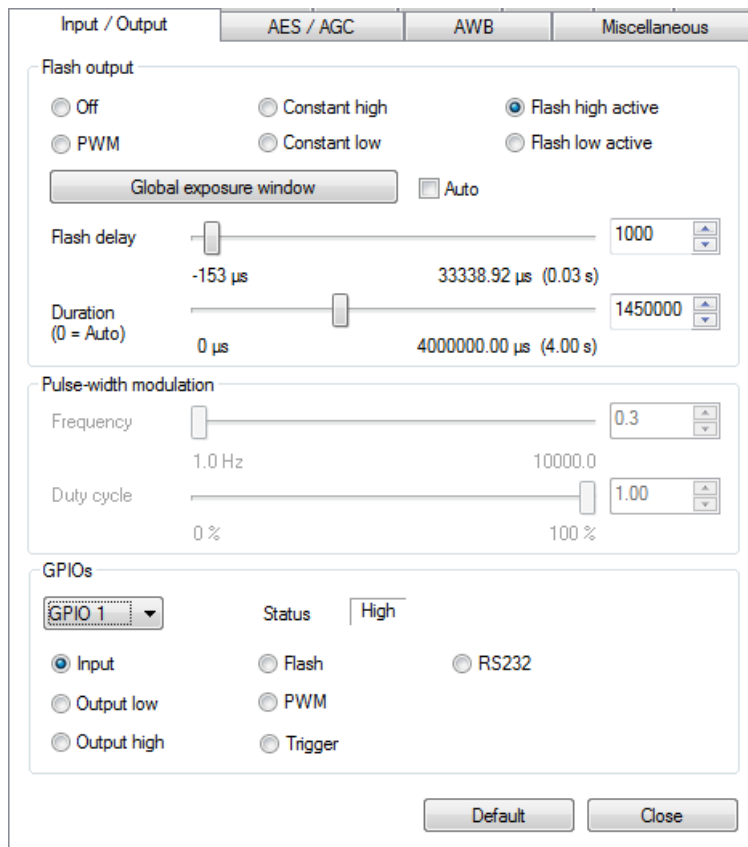 Input / Output AES / AGC AWB Miscellaneous
Flash output
Off Constant high Flash high active
PWM Constant low Flash low active
Global exposure window Auto
Flash delay 1000
-153 µs 33338.92 µs (0.03 s)
Duration 1450000
(0 = Auto)
0 µs 4000000.00 µs (4.00 s)
Pulse-width modulation
Frequency 0.3
1.0 Hz 10000.0
Duty cycle 1.00
0 % 100 %
GPIOs
GPIO 1 Status High
Input Flash RS232
Output low PWM
Output high Trigger
Default Close